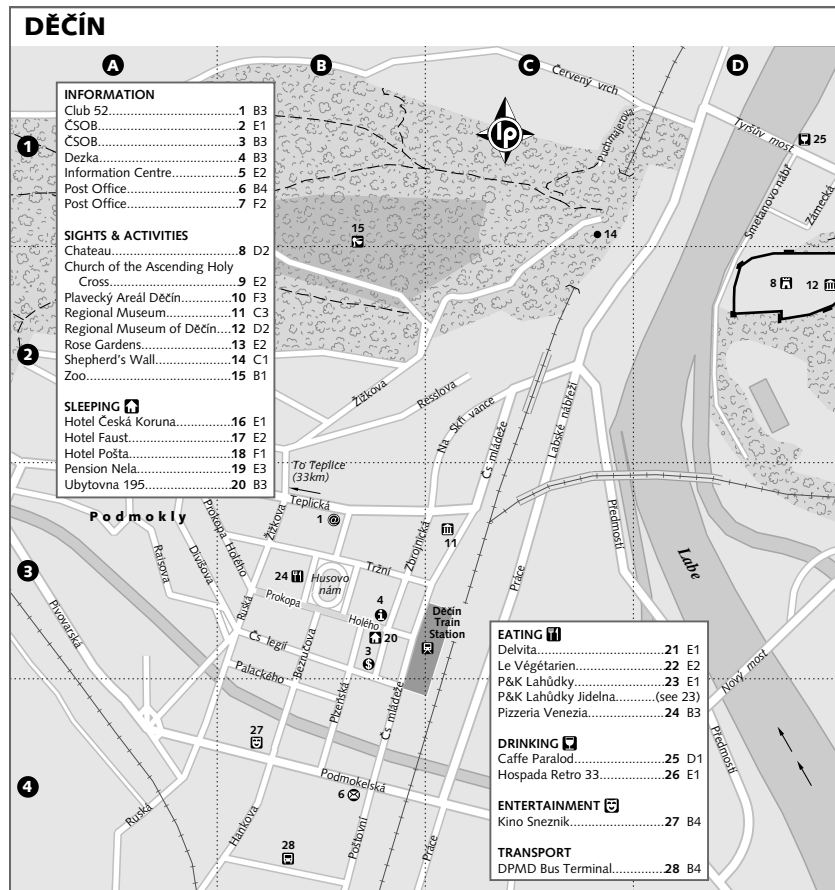 DĚČÍN
A
B
C
D
INFORMATION
Club 52 1 B3
ČSOB 2 E1
ČSOB 3 B3
Dezka 4 B3
Information Centre 5 E2
Post Office 6 B4
Post Office 7 F2
SIGHTS & ACTIVITIES
Chateau 8 D2
Church of the Ascending Holy
Cross 9 E2
Plavecký Areál Děčín 10 F3
Regional Museum 11 C3
Regional Museum of Děčín 12 D2
Rose Gardens 13 E2
Shepherd's Wall 14 C1
Zoo 15 B1
SLEEPING
Hotel Česká Koruna 16 E1
Hotel Faust 17 E2
Hotel Pošta 18 F1
Pension Nela 19 E3
Ubytovna 195 20 B3
1
2
3
4
lp
Červený vrch
Puchmajerova
Tyršův most
25
Smetanovo nábř
Zámecká
15
14
8
12
Žižkova
Resslova
Na Skři vance
Čs mládeže
Labské nábřeží
To Teplice
(33km)
Teplická
1 @
Podmokly
Prokopa Holého
Žižkova
Zbrojnická
11
Předmostí
Labe
Raisova
Divišova
24
Husovo
nám
Tržní
Práce
Pivovarská
Ruská
Prokopa
Holého
4
20
3
Děčín
Train
Station
Čs legií
Bezručova
Palackého
Plzeňská
Čs mládeže
Nový most
Předmostí
27
Podmokelská
6
Ruská
Hankova
28
Poštovní
Práce
EATING
Delvita 21 E1
Le Végétarien 22 E2
P&K Lahůdky 23 E1
P&K Lahůdky Jidelna (see 23)
Pizzeria Venezia 24 B3
DRINKING
Caffe Paralod 25 D1
Hospada Retro 33 26 E1
ENTERTAINMENT
Kino Sneznik 27 B4
TRANSPORT
DPMD Bus Terminal 28 B4